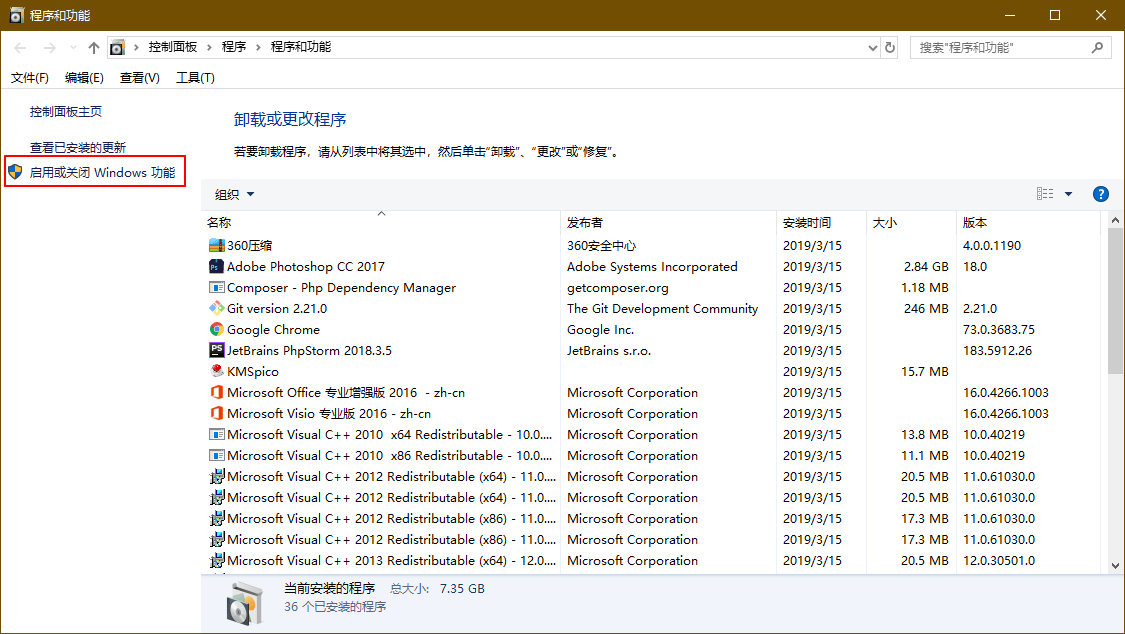 程序和功能
控制面板 > 程序 > 程序和功能
搜索"程序和功能"
文件(F) 编辑(E) 查看(V) 工具(T)
控制面板主页
查看已安装的更新
启用或关闭 Windows 功能
卸载或更改程序
若要卸载程序，请从列表中将其选中，然后单击“卸载”、“更改”或“修复”。
组织
名称 发布者 安装时间 大小 版本
360压缩 360安全中心 2019/3/15 4.0.0.1190
Adobe Photoshop CC 2017 Adobe Systems Incorporated 2019/3/15 2.84 GB 18.0
Composer - Php Dependency Manager getcomposer.org 2019/3/15 1.18 MB
Git version 2.21.0 The Git Development Community 2019/3/15 246 MB 2.21.0
Google Chrome Google Inc. 2019/3/15 73.0.3683.75
JetBrains PhpStorm 2018.3.5 JetBrains s.r.o. 2019/3/15 183.5912.26
KMSpico 2019/3/15 15.7 MB
Microsoft Office 专业增强版 2016 - zh-cn Microsoft Corporation 2019/3/15 16.0.4266.1003
Microsoft Visio 专业版 2016 - zh-cn Microsoft Corporation 2019/3/15 16.0.4266.1003
Microsoft Visual C++ 2010 x64 Redistributable - 10.0.... Microsoft Corporation 2019/3/15 13.8 MB 10.0.40219
Microsoft Visual C++ 2010 x86 Redistributable - 10.0.... Microsoft Corporation 2019/3/15 11.1 MB 10.0.40219
Microsoft Visual C++ 2012 Redistributable (x64) - 11.0.... Microsoft Corporation 2019/3/15 20.5 MB 11.0.61030.0
Microsoft Visual C++ 2012 Redistributable (x64) - 11.0.... Microsoft Corporation 2019/3/15 20.5 MB 11.0.61030.0
Microsoft Visual C++ 2012 Redistributable (x86) - 11.0.... Microsoft Corporation 2019/3/15 17.3 MB 11.0.61030.0
Microsoft Visual C++ 2012 Redistributable (x86) - 11.0.... Microsoft Corporation 2019/3/15 17.3 MB 11.0.61030.0
Microsoft Visual C++ 2013 Redistributable (x64) - 12.0.... Microsoft Corporation 2019/3/15 20.5 MB 12.0.30501.0
当前安装的程序 总大小: 7.35 GB
36 个已安装的程序